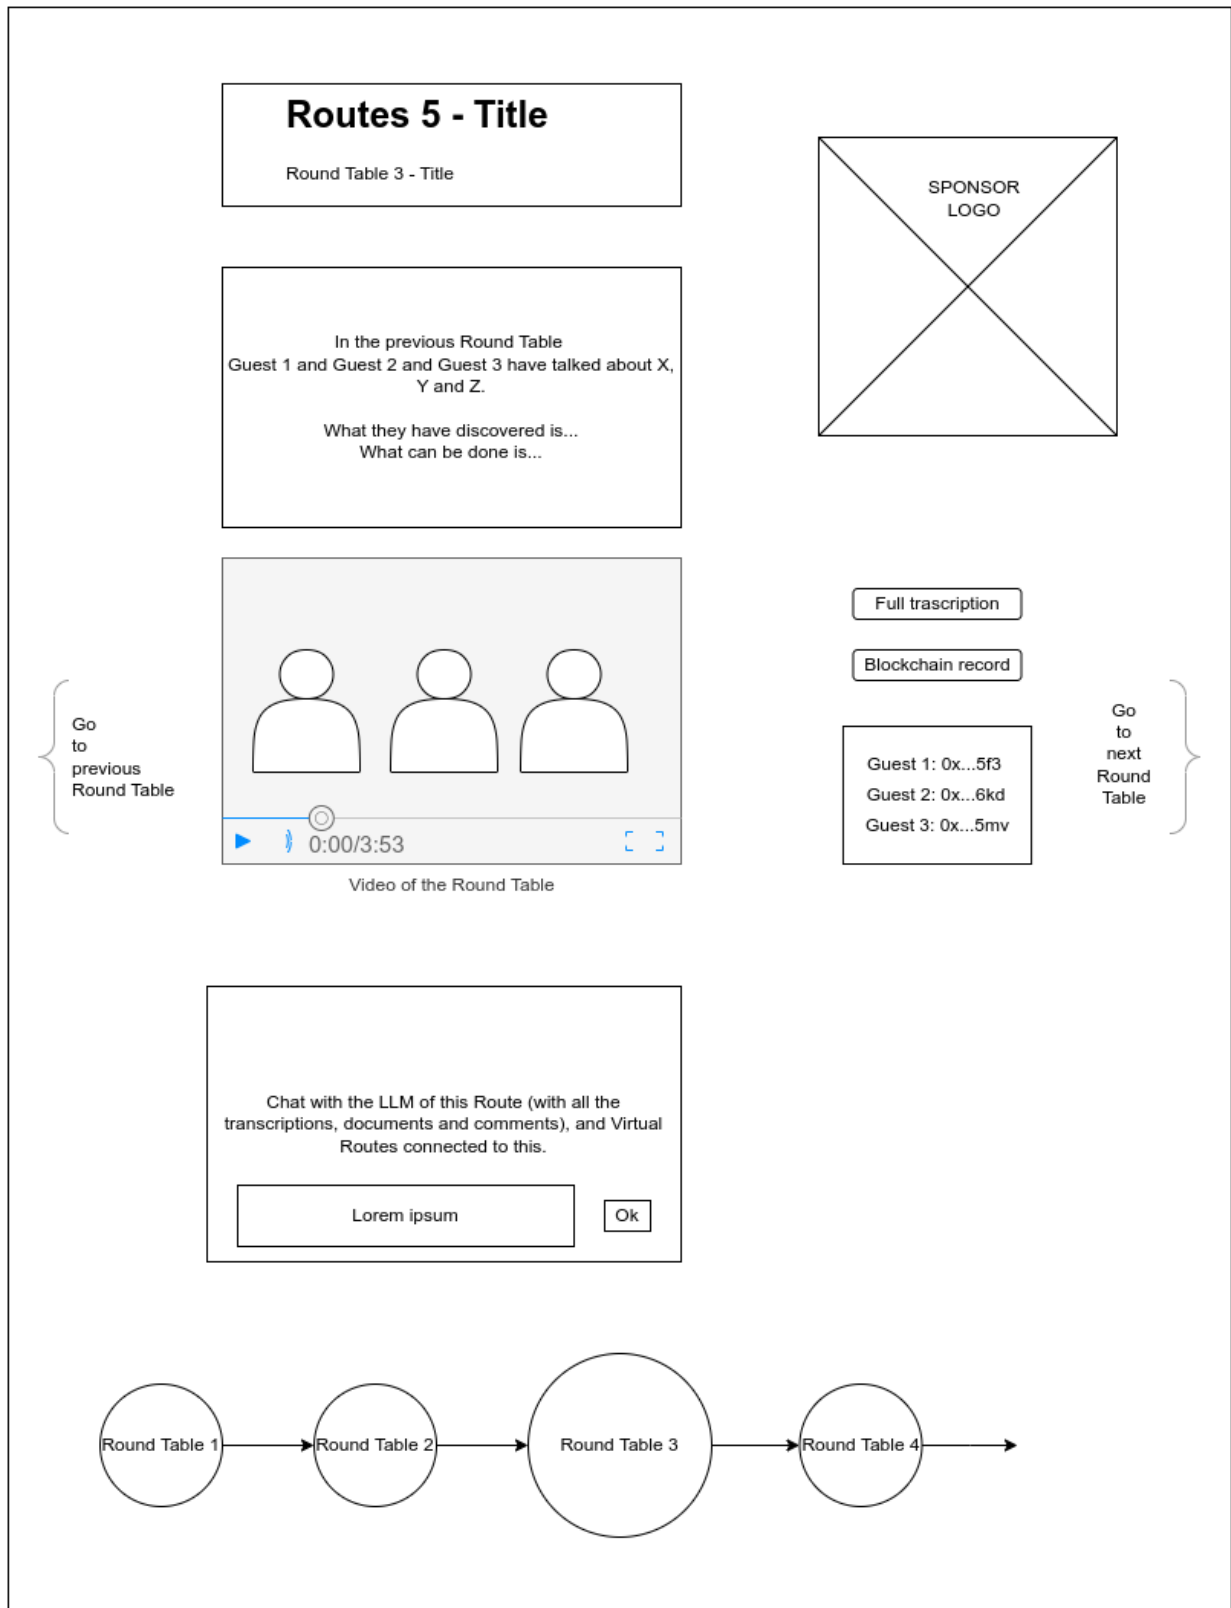 Routes 5 - Title
Round Table 3 - Title
SPONSOR
LOGO
In the previous Round Table
Guest 1 and Guest 2 and Guest 3 have talked about X,
Y and Z.
What they have discovered is...
What can be done is...
Full trascription
Blockchain record
Go
to
previous
Round Table
Guest 1: 0x...5f3
Guest 2: 0x...6kd
Guest 3: 0x...5mv
Go
to
next
Round
Table
0:00/3:53
Video of the Round Table
Chat with the LLM of this Route (with all the
transcriptions, documents and comments), and Virtual
Routes connected to this.
Lorem ipsum
Ok
Round Table 1
Round Table 2
Round Table 3
Round Table 4